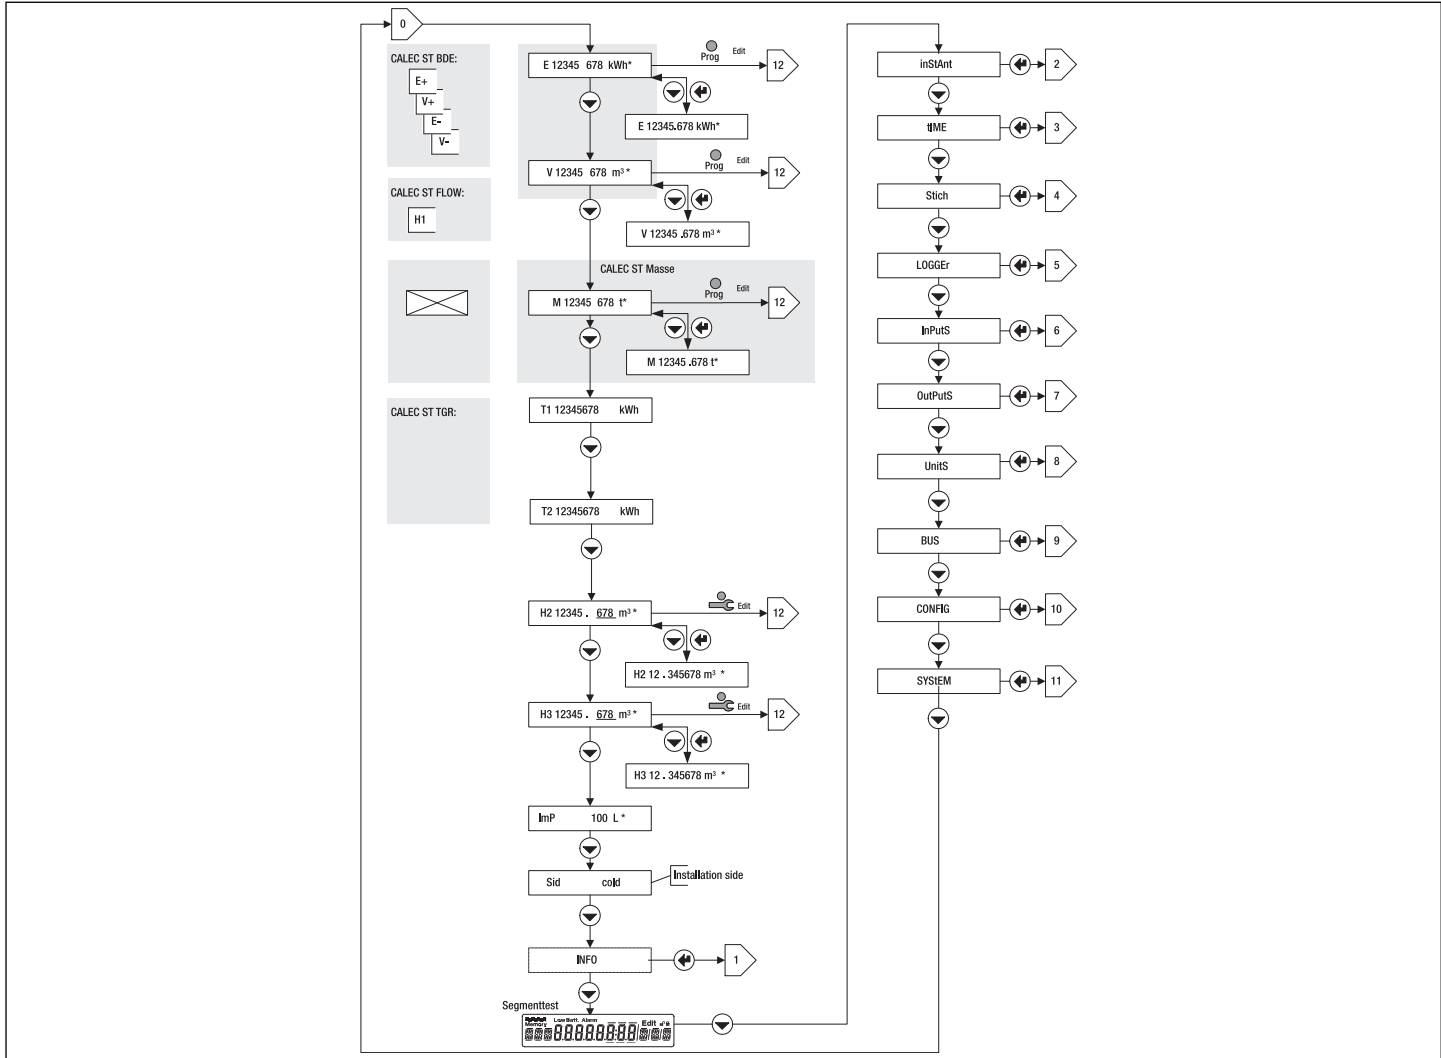 0
CALEC ST BDE:
E+
V+
E-
V-
CALEC ST FLOW:
H1
CALEC ST TGR:
E 12345 678 kWh*
Prog
Edit
12
E 12345.678 kWh*
V 12345 678 m³ *
Prog
Edit
12
V 12345 .678 m³ *
CALEC ST Masse
M 12345 678 t*
Prog
Edit
12
M 12345 .678 t*
T1 12345678 kWh
T2 12345678 kWh
H2 12345 . 678 m³ *
Edit
12
H2 12 . 345678 m³ *
H3 12345 . 678 m³ *
Edit
12
H3 12 . 345678 m³ *
ImP 100 L *
Sid cold
Installation side
INFO
1
Segmenttest
Memory Low Batt. Alarm Edit
inStAnt
2
tIME
3
Stich
4
LOGGEr
5
InPutS
6
OutPutS
7
UnitS
8
BUS
9
CONFIG
10
SYStEM
11